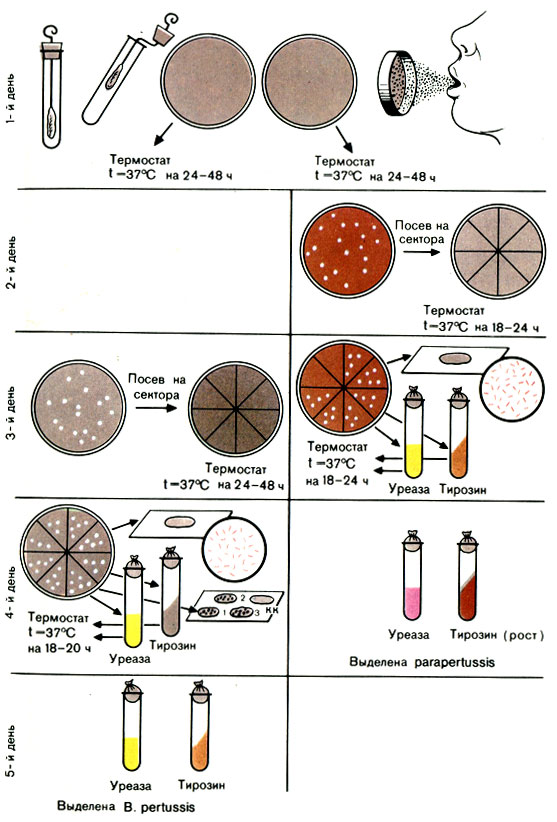 1-й день
Термостат
t=37°C на 24-48 ч
Термостат
t=37°C на 24-48 ч
2-й день
Посев на
сектора
Термостат
t=37°C на 18-24 ч
3-й день
Посев на
сектора
Термостат
t=37°C на 24-48 ч
Термостат
t=37°C
на 18-24 ч
Уреаза
Тирозин
4-й день
Термостат
t=37°C
на 18-20 ч
Уреаза
Тирозин
2
к.к
1
3
Уреаза
Тирозин (рост)
Выделена parapertussis
5-й день
Уреаза
Тирозин
Выделена B. pertussis